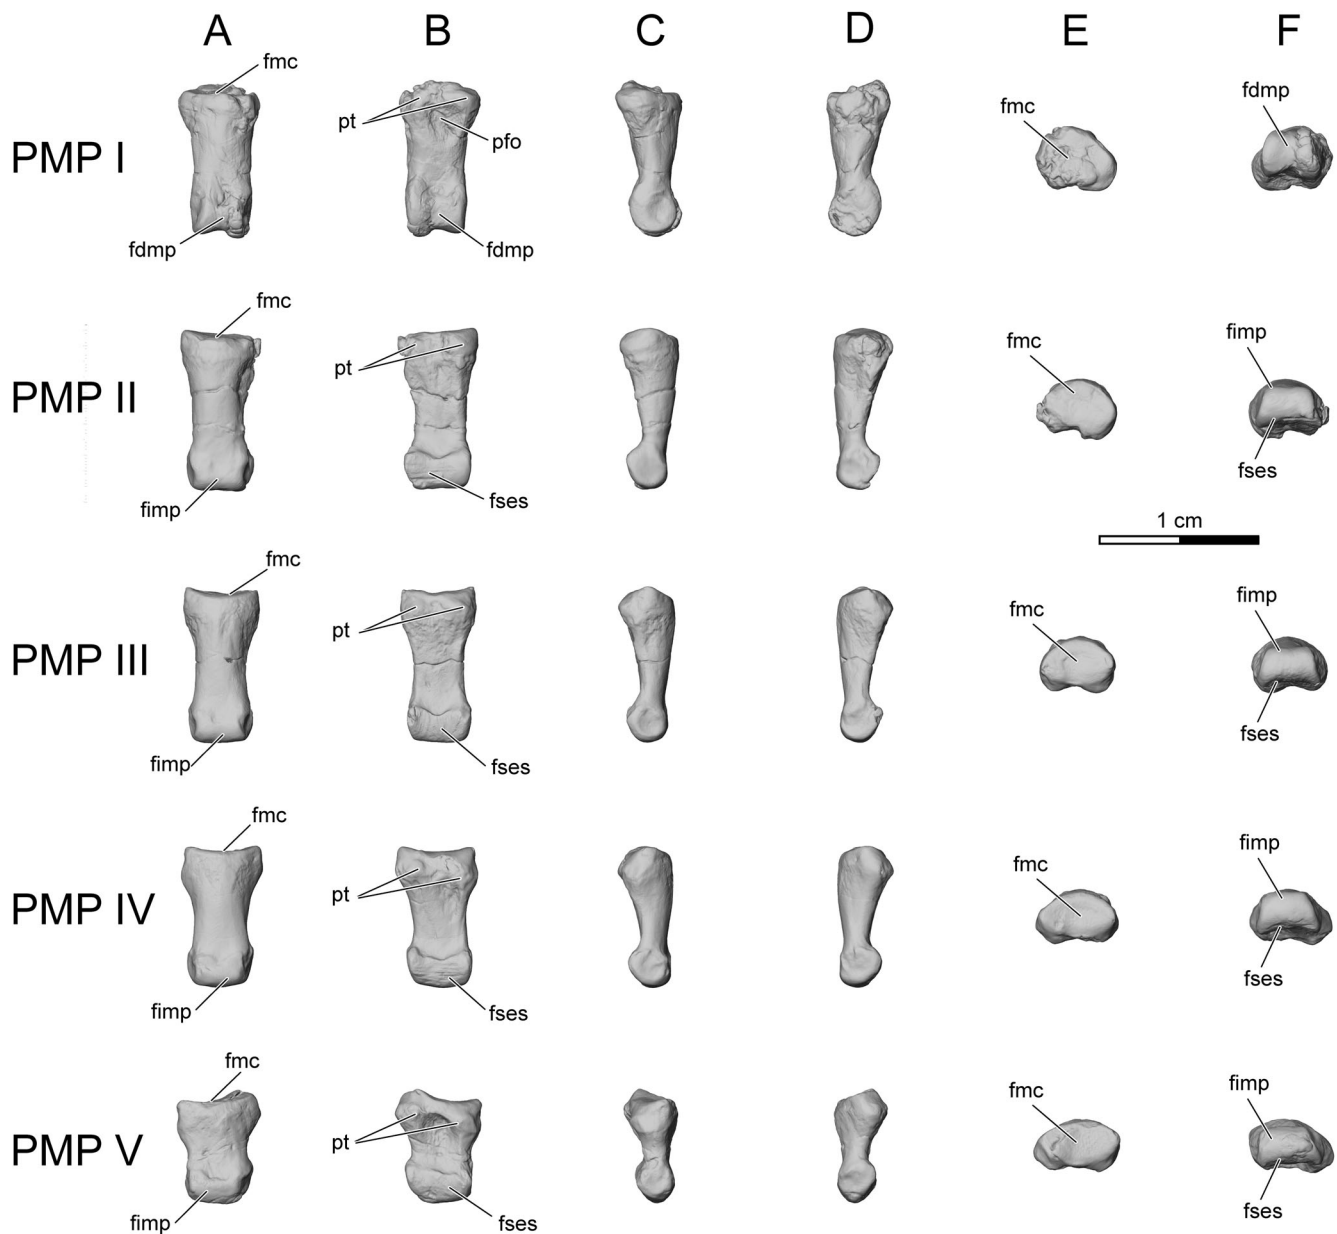 A B C D E F
fmc
pt
pfo
fmc
fdmp
PMP I
fdmp
fdmp
fmc
pt
fmc
fimp
PMP II
fimp
fses
fses
1 cm
fmc
pt
fmc
fimp
PMP III
fimp
fses
fses
fmc
pt
fmc
fimp
PMP IV
fimp
fses
fses
fmc
pt
fmc
fimp
PMP V
fimp
fses
fses